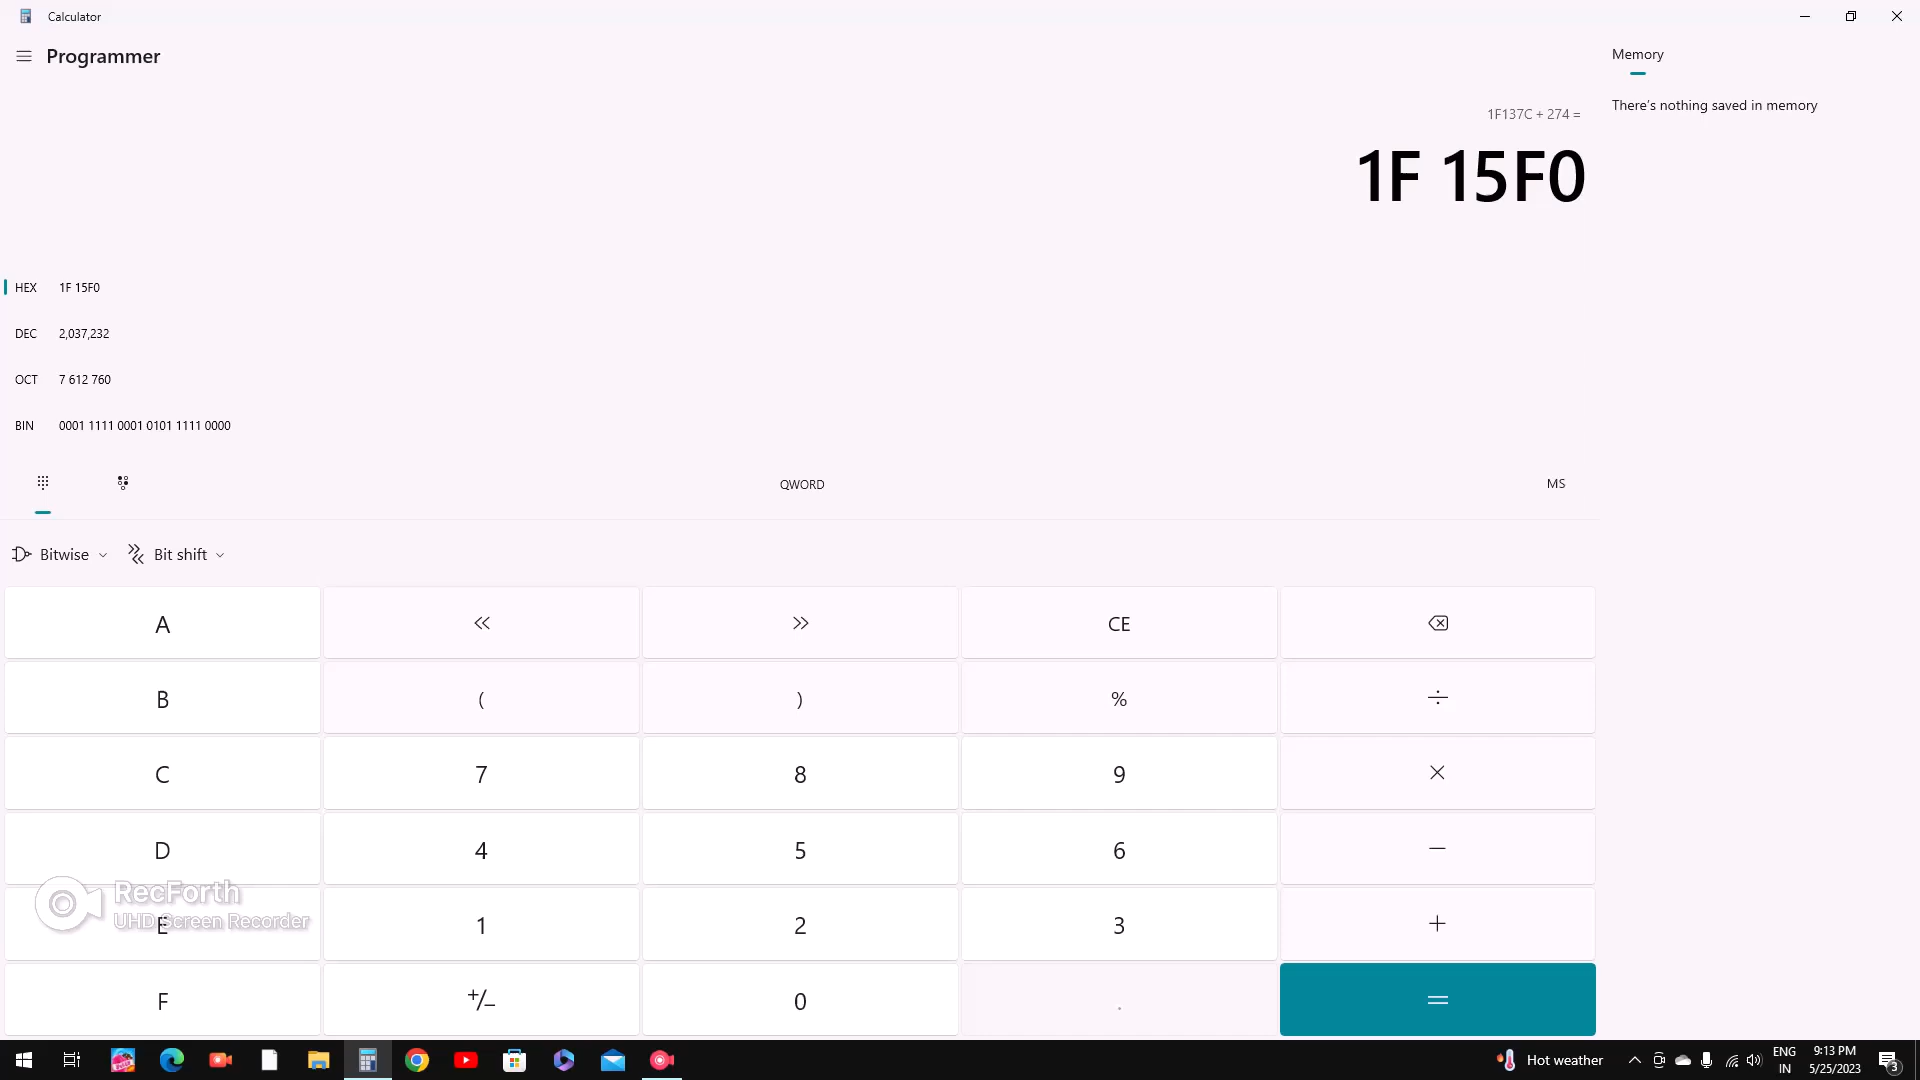 Calculator
Programmer
Memory
There's nothing saved in memory
1F137C + 274 =
1F 15F0
HEX 1F 15F0
DEC 2,037,232
OCT 7 612 760
BIN 0001 1111 0001 0101 1111 0000
QWORD MS
Bitwise Bit shift
A « » CE
B ( ) % ÷
C 7 8 9 ×
D 4 5 6 −
RecForth
UHD Screen Recorder
E 1 2 3 +
F +/− 0 . =
Hot weather
ENG
IN
9:13 PM
5/25/2023
3